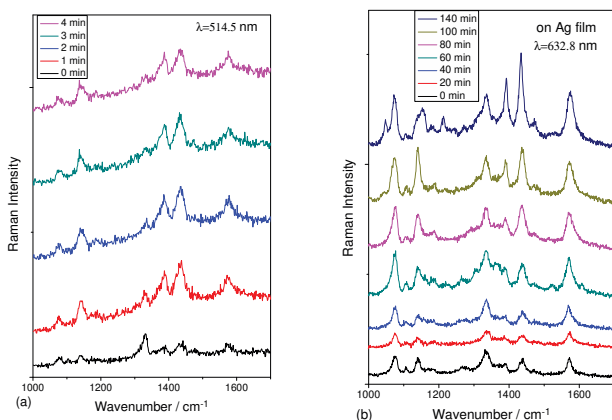 4 min
3 min
2 min
1 min
0 min
λ=514.5 nm
Raman Intensity
1000
1200
1400
1600
Wavenumber / cm-1
(a)
140 min
100 min
80 min
60 min
40 min
20 min
0 min
on Ag film
λ=632.8 nm
Raman Intensity
1000
1200
1400
1600
Wavenumber / cm-1
(b)